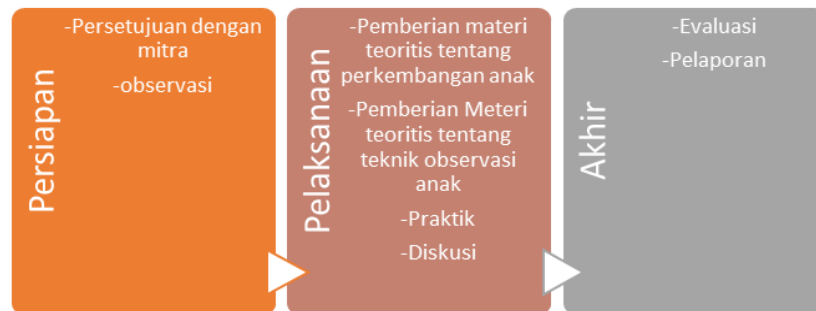 Persiapan
-Persetujuan dengan
mitra
-observasi
Pelaksanaan
-Pemberian materi
teoritis tentang
perkembangan anak
-Pemberian Meteri
teoritis tentang
teknik observasi
anak
-Praktik
-Diskusi
Akhir
-Evaluasi
-Pelaporan